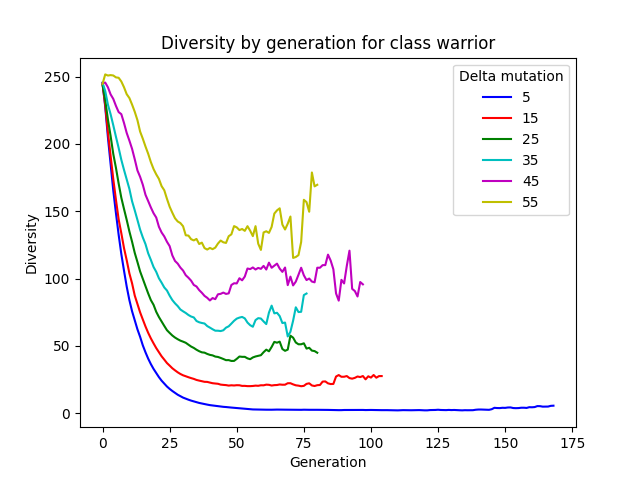 Diversity by generation for class warrior
Delta mutation
5
15
25
35
45
55
250
200
150
100
50
0
Diversity
0 25 50 75 100 125 150 175
Generation